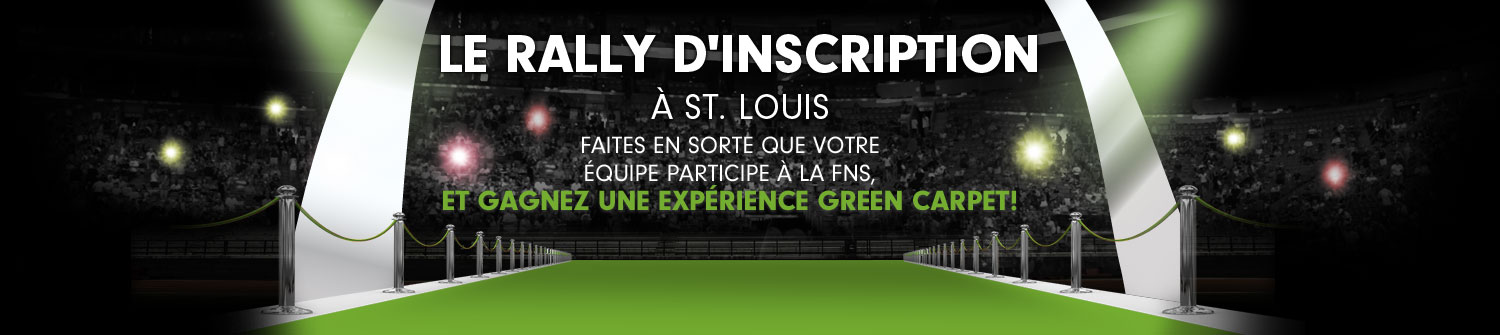 LE RALLY D'INSCRIPTION
À ST. LOUIS
FAITES EN SORTE QUE VOTRE
ÉQUIPE PARTICIPE À LA FNS,
ET GAGNEZ UNE EXPÉRIENCE GREEN CARPET!